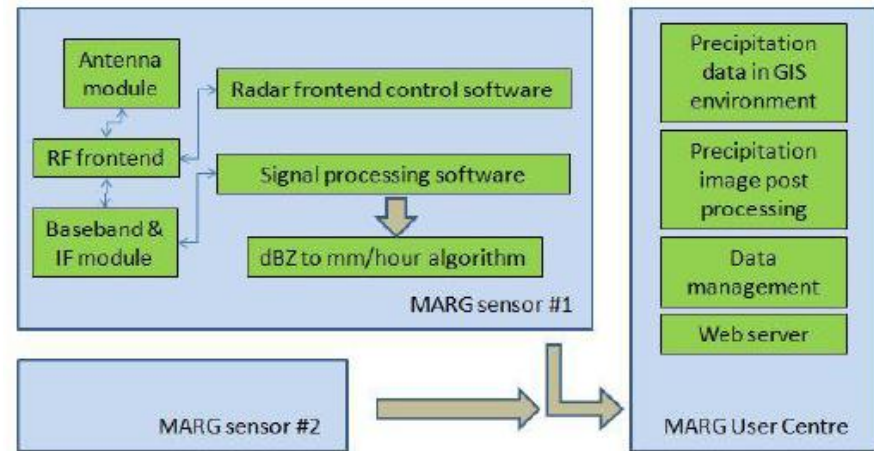 Antenna
module
Radar frontend control software
RF frontend
Signal processing software
Baseband &
IF module
dBZ to mm/hour algorithm
MARG sensor #1
MARG sensor #2
Precipitation
data in GIS
environment
Precipitation
image post
processing
Data
management
Web server
MARG User Centre